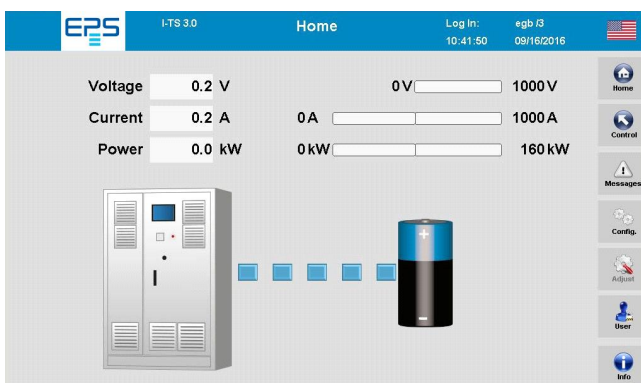 EPS
I-TS 3.0
Home
Log In:
egb /3
10:41:50
09/16/2016
Voltage 0.2 V
0 V 1000 V
Current 0.2 A
0 A 1000 A
Power 0.0 kW
0 kW 160 kW
+
-
Home
Control
Messages
Config.
Adjust
User
Info